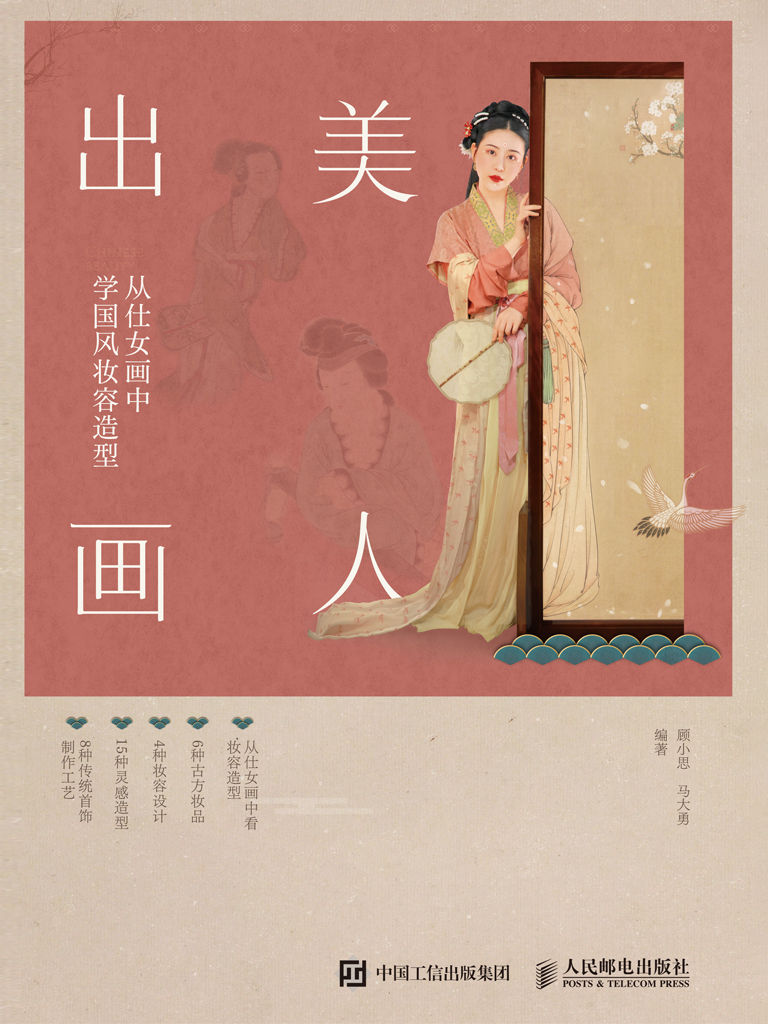 美人
出画
从仕女画中
学国风妆容造型
顾小思 马大勇
编著
从仕女画中看
妆容造型
6种古方妆品
4种妆容设计
15种灵感造型
8种传统首饰
制作工艺
中国工信出版集团
人民邮电出版社
POSTS & TELECOM PRESS